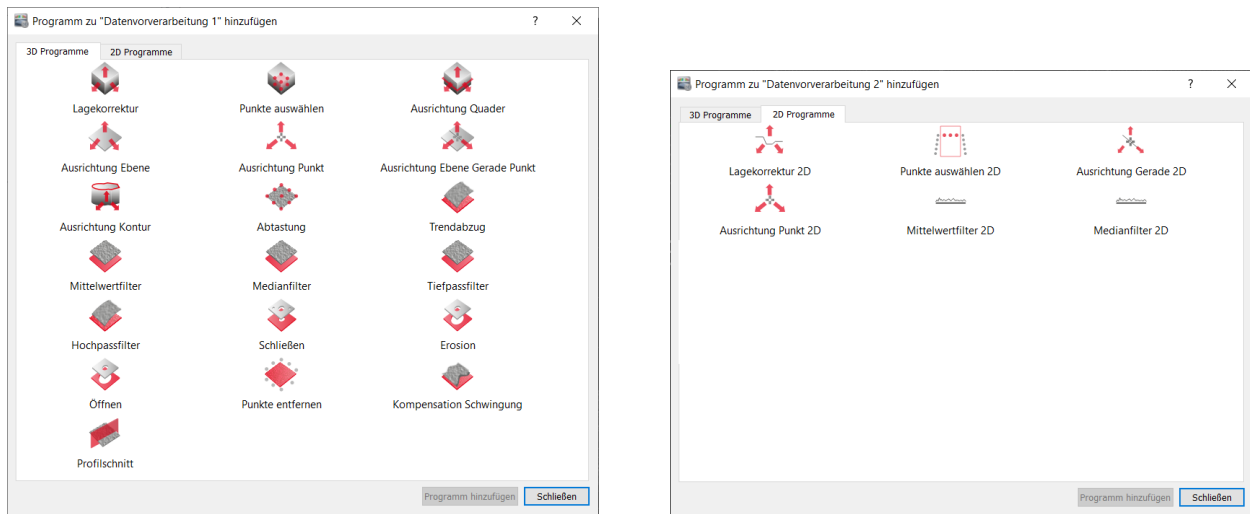 Programm zu "Datenvorverarbeitung 1" hinzufügen
?
3D Programme 2D Programme
Lagekorrektur Punkte auswählen Ausrichtung Quader
Ausrichtung Ebene Ausrichtung Punkt Ausrichtung Ebene Gerade Punkt
Ausrichtung Kontur Abtastung Trendabzug
Mittelwertfilter Medianfilter Tiefpassfilter
Hochpassfilter Schließen Erosion
Öffnen Punkte entfernen Kompensation Schwingung
Profilschnitt
Programm hinzufügen Schließen
Programm zu "Datenvorverarbeitung 2" hinzufügen
?
3D Programme 2D Programme
Lagekorrektur 2D Punkte auswählen 2D Ausrichtung Gerade 2D
Ausrichtung Punkt 2D Mittelwertfilter 2D Medianfilter 2D
Programm hinzufügen Schließen